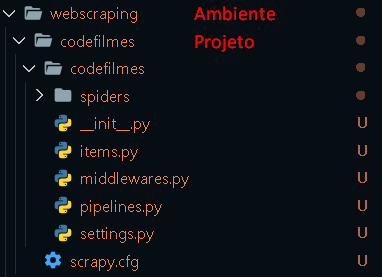 webscraping Ambiente
codefilmes Projeto
codefilmes
spiders
__init__.py U
items.py U
middlewares.py U
pipelines.py U
settings.py U
scrapy.cfg U